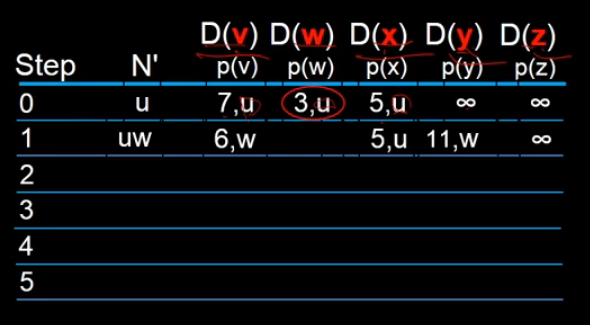 D(v) D(w) D(x) D(y) D(z)
Step N' p(v) p(w) p(x) p(y) p(z)
0 u 7,u 3,u 5,u ∞ ∞
1 uw 6,w 5,u 11,w ∞
2
3
4
5